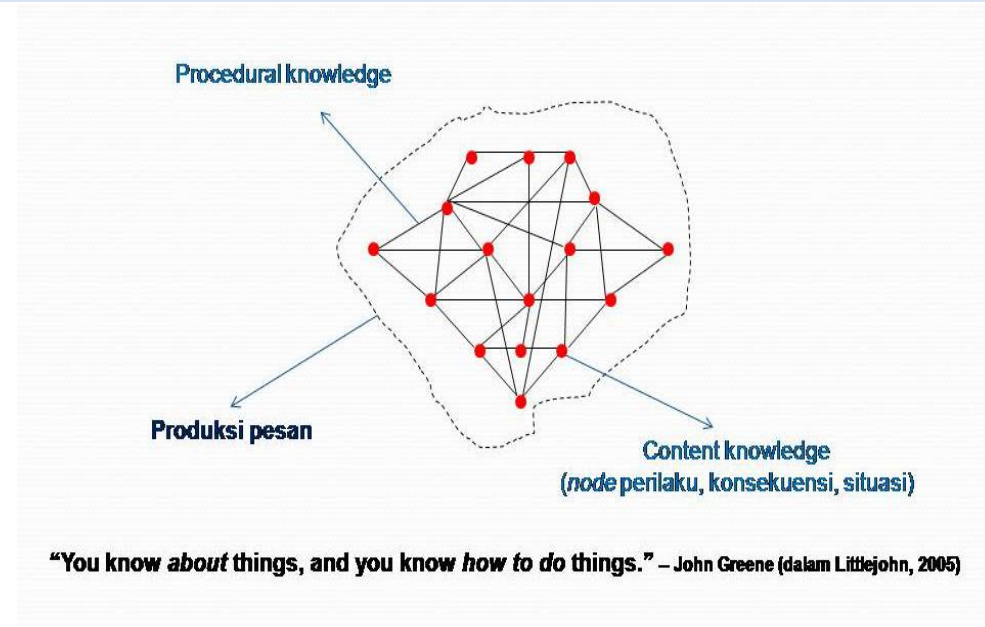 Procedural knowledge
Produksi pesan
Content knowledge
(node perilaku, konsekuensi, situasi)
“You know about things, and you know how to do things.” – John Greene (dalam Littlejohn, 2005)